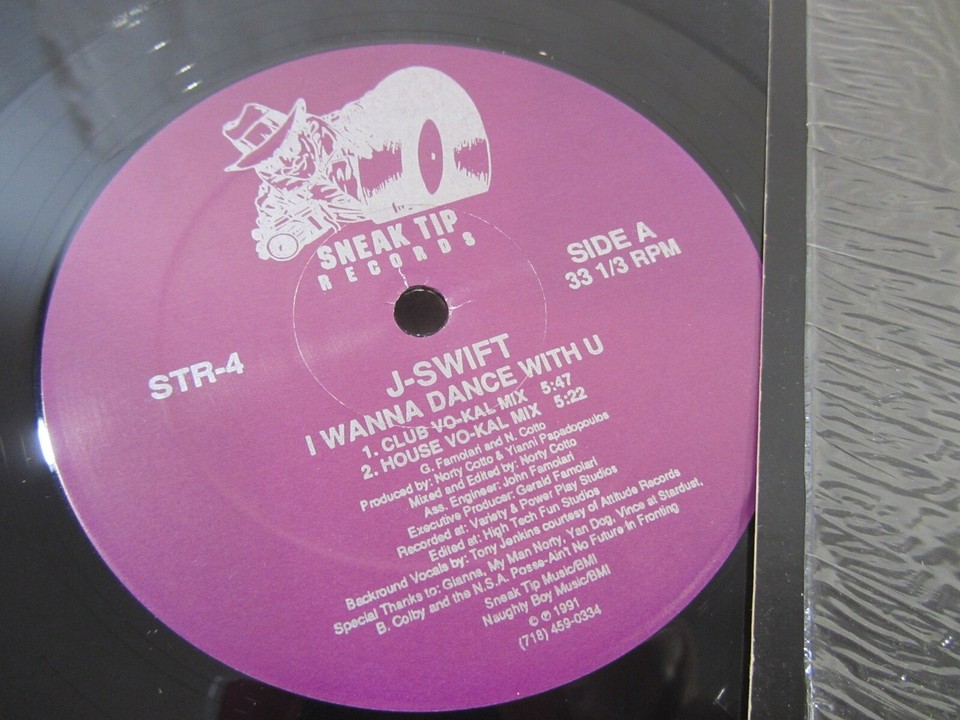 SNEAK TIP
RECORDS
SIDE A
33 1/3 RPM
STR-4
J-SWIFT
I WANNA DANCE WITH U
1. CLUB VO-KAL MIX 5:47
2. HOUSE VO-KAL MIX 5:22
G. Famolari and N. Cotto
Produced by: Norty Cotto & Yianni Papadopoulos
Mixed and Edited by: Norty Cotto
Ass. Engineer: John Famolari
Executive Producer: Gerald Famolari
Recorded at: Variety & Power Play Studios
Edited at: High Tech Fun Studios
Backround Vocals by: Tony Jenkins courtesy of Attitude Records
Special Thanks to: Gianna, My Man Norty, Yan Dog, Vince at Stardust,
B. Colby and the N.S.A. Posse-Ain't No Future In Fronting
Sneak Tip Music/BMI
Naughty Boy Music/BMI
© ℗ 1991
(718) 459-0334